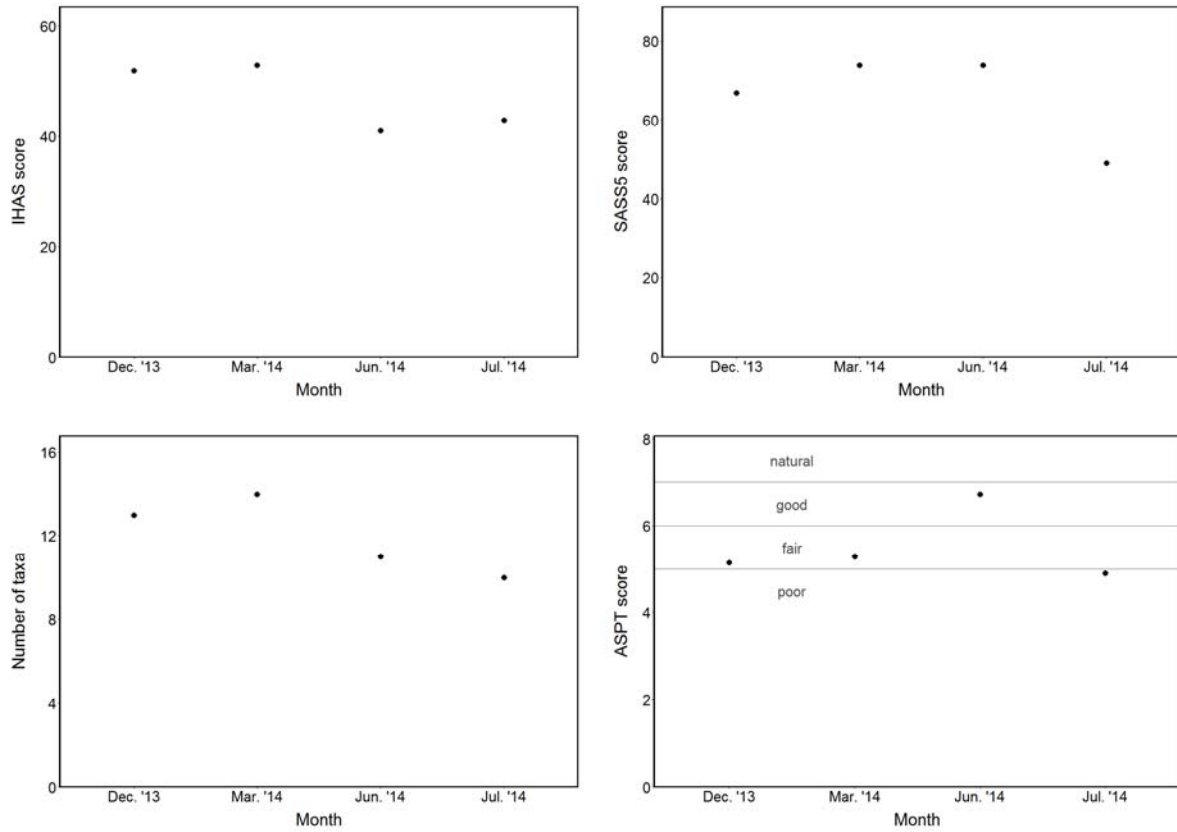 60
40
20
0
IHAS score
Dec. '13
Mar. '14
Jun. '14
Jul. '14
Month
80
60
40
20
0
SASS5 score
Dec. '13
Mar. '14
Jun. '14
Jul. '14
Month
16
12
8
4
0
Number of taxa
Dec. '13
Mar. '14
Jun. '14
Jul. '14
Month
8
6
4
2
0
ASPT score
natural
good
fair
poor
Dec. '13
Mar. '14
Jun. '14
Jul. '14
Month